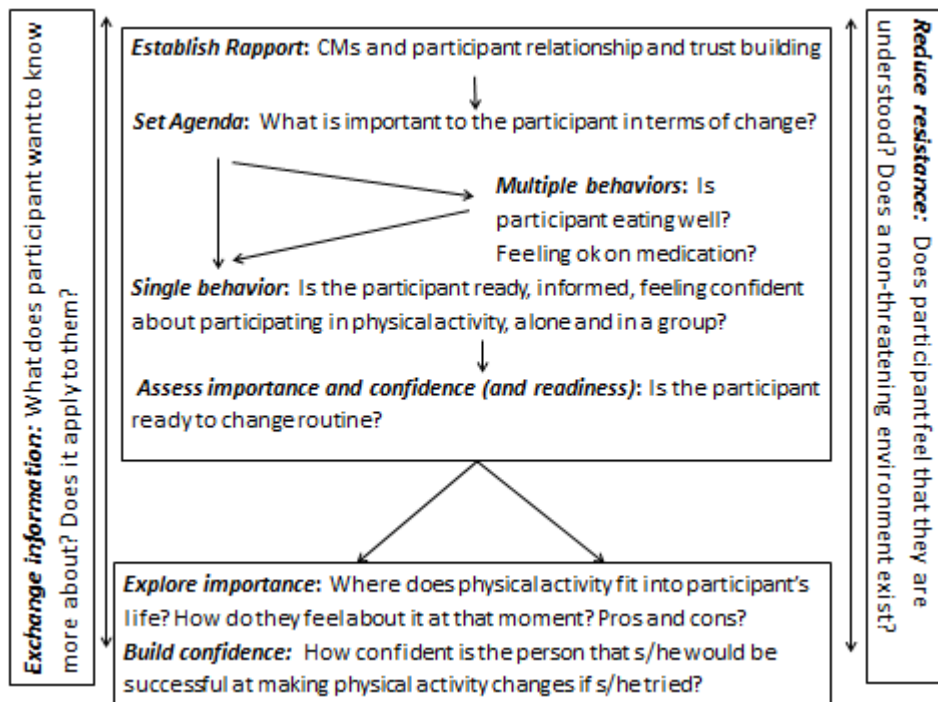 Exchange information: What does participant want to know
more about? Does it apply to them?
Establish Rapport: CMs and participant relationship and trust building
Set Agenda: What is important to the participant in terms of change?
Multiple behaviors: Is
participant eating well?
Feeling ok on medication?
Single behavior: Is the participant ready, informed, feeling confident
about participating in physical activity, alone and in a group?
Assess importance and confidence (and readiness): Is the participant
ready to change routine?
Explore importance: Where does physical activity fit into participant's
life? How do they feel about it at that moment? Pros and cons?
Build confidence: How confident is the person that s/he would be
successful at making physical activity changes if s/he tried?
Reduce resistance: Does participant feel that they are
understood? Does a non-threatening environment exist?